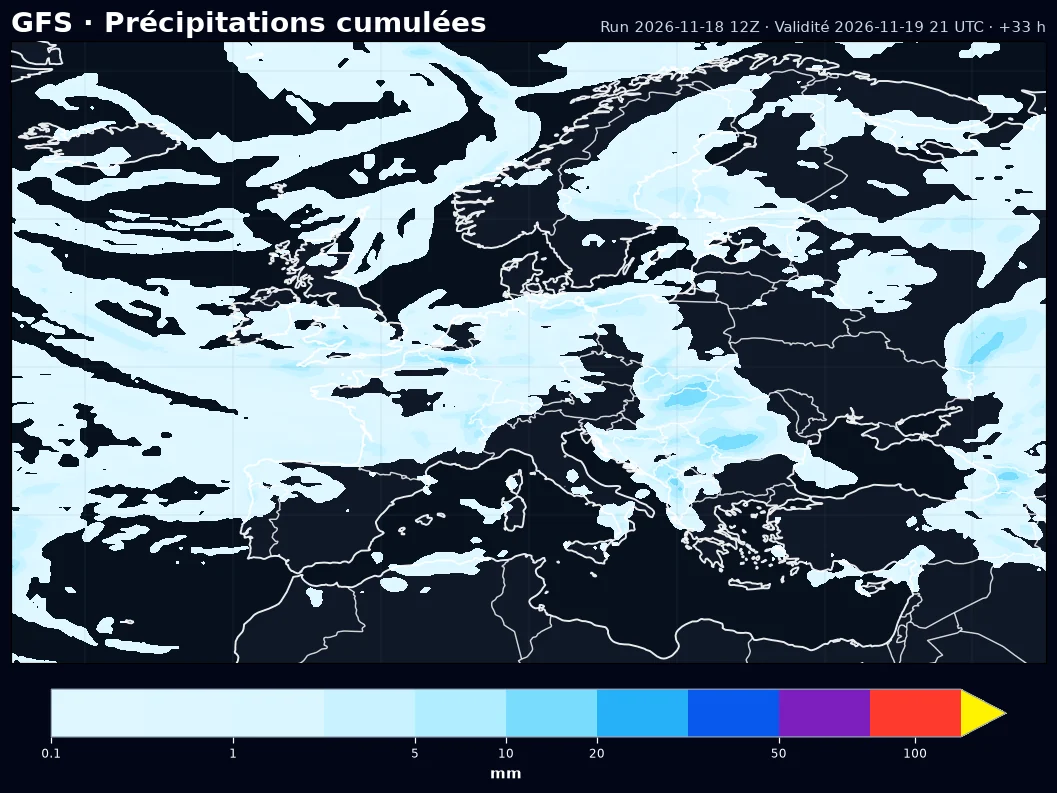 GFS · Précipitations cumulées
Run 2026-11-18 12Z · Validité 2026-11-19 21 UTC · +33 h
0.1 1 5 10 20 50 100
mm